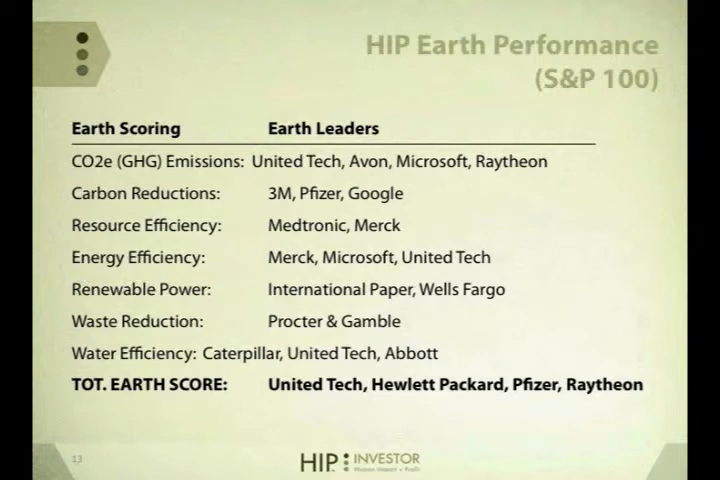 HIP Earth Performance
(S&P 100)
Earth Scoring Earth Leaders
CO2e (GHG) Emissions: United Tech, Avon, Microsoft, Raytheon
Carbon Reductions: 3M, Pfizer, Google
Resource Efficiency: Medtronic, Merck
Energy Efficiency: Merck, Microsoft, United Tech
Renewable Power: International Paper, Wells Fargo
Waste Reduction: Procter & Gamble
Water Efficiency: Caterpillar, United Tech, Abbott
TOT. EARTH SCORE: United Tech, Hewlett Packard, Pfizer, Raytheon
13
HIP INVESTOR
Human Impact + Profit